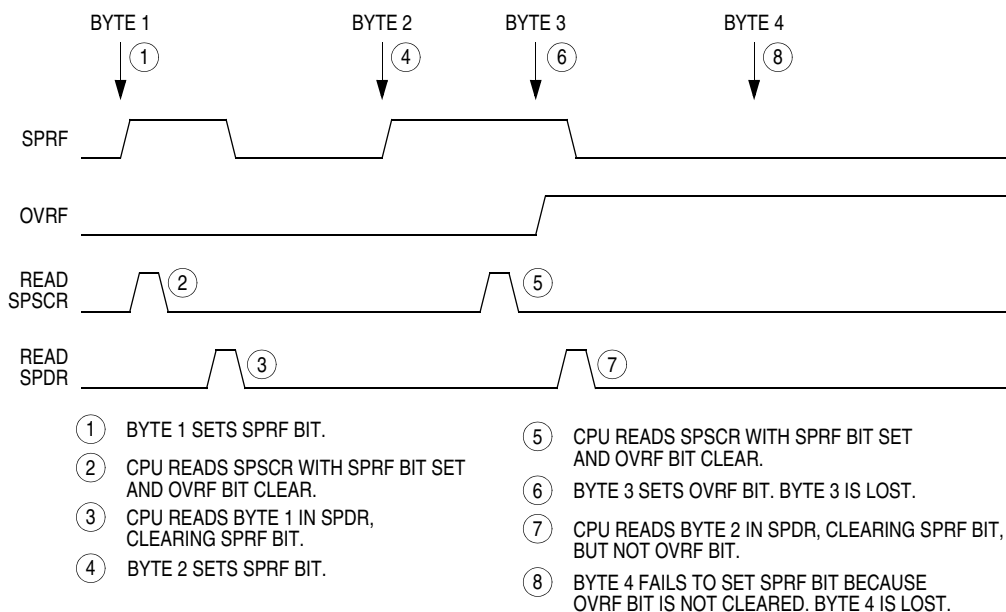 BYTE 1 BYTE 2 BYTE 3 BYTE 4
1 4 6 8
SPRF
OVRF
READ
SPSCR
2 5
READ
SPDR
3 7
1 BYTE 1 SETS SPRF BIT.
2 CPU READS SPSCR WITH SPRF BIT SET
AND OVRF BIT CLEAR.
3 CPU READS BYTE 1 IN SPDR,
CLEARING SPRF BIT.
4 BYTE 2 SETS SPRF BIT.
5 CPU READS SPSCR WITH SPRF BIT SET
AND OVRF BIT CLEAR.
6 BYTE 3 SETS OVRF BIT. BYTE 3 IS LOST.
7 CPU READS BYTE 2 IN SPDR, CLEARING SPRF BIT,
BUT NOT OVRF BIT.
8 BYTE 4 FAILS TO SET SPRF BIT BECAUSE
OVRF BIT IS NOT CLEARED. BYTE 4 IS LOST.